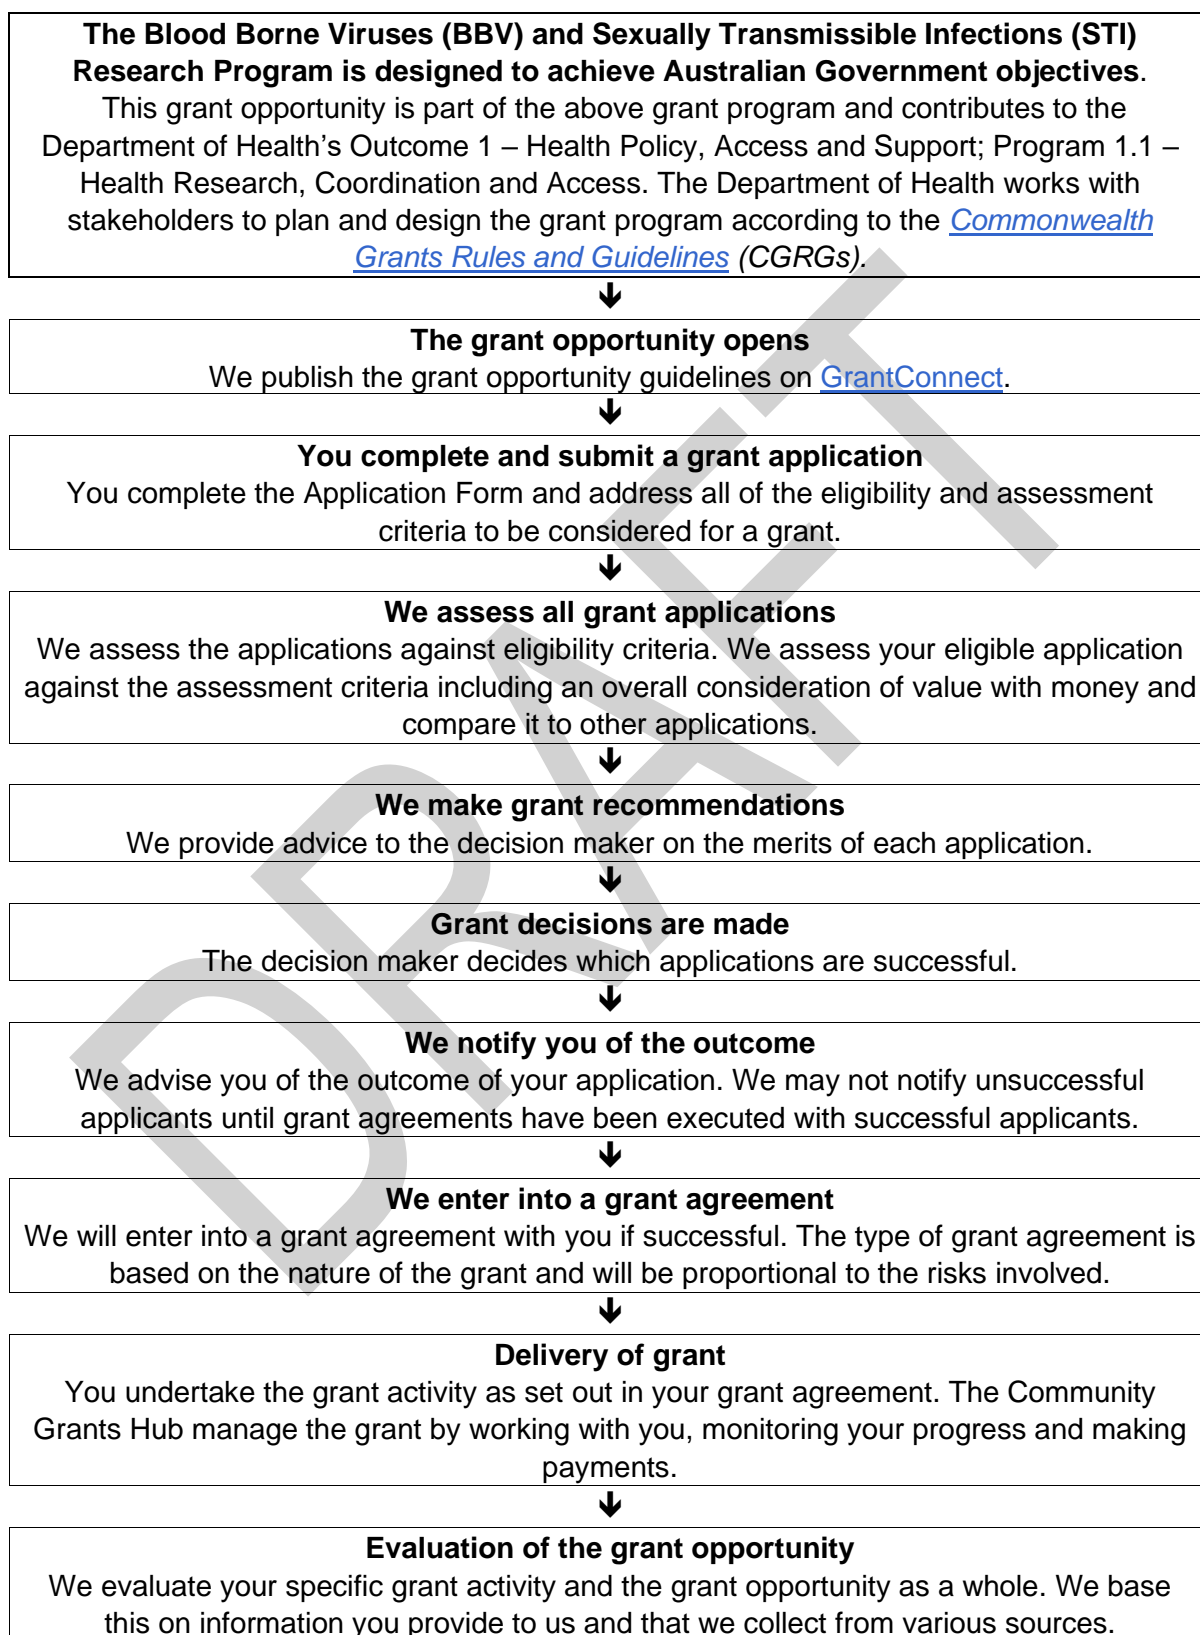 The Blood Borne Viruses (BBV) and Sexually Transmissible Infections (STI)
Research Program is designed to achieve Australian Government objectives.
This grant opportunity is part of the above grant program and contributes to the
Department of Health’s Outcome 1 – Health Policy, Access and Support; Program 1.1 –
Health Research, Coordination and Access. The Department of Health works with
stakeholders to plan and design the grant program according to the Commonwealth
Grants Rules and Guidelines (CGRGs).
The grant opportunity opens
We publish the grant opportunity guidelines on GrantConnect.
You complete and submit a grant application
You complete the Application Form and address all of the eligibility and assessment
criteria to be considered for a grant.
We assess all grant applications
We assess the applications against eligibility criteria. We assess your eligible application
against the assessment criteria including an overall consideration of value with money and
compare it to other applications.
We make grant recommendations
We provide advice to the decision maker on the merits of each application.
Grant decisions are made
The decision maker decides which applications are successful.
We notify you of the outcome
We advise you of the outcome of your application. We may not notify unsuccessful
applicants until grant agreements have been executed with successful applicants.
We enter into a grant agreement
We will enter into a grant agreement with you if successful. The type of grant agreement is
based on the nature of the grant and will be proportional to the risks involved.
Delivery of grant
You undertake the grant activity as set out in your grant agreement. The Community
Grants Hub manage the grant by working with you, monitoring your progress and making
payments.
Evaluation of the grant opportunity
We evaluate your specific grant activity and the grant opportunity as a whole. We base
this on information you provide to us and that we collect from various sources.
DRAFT